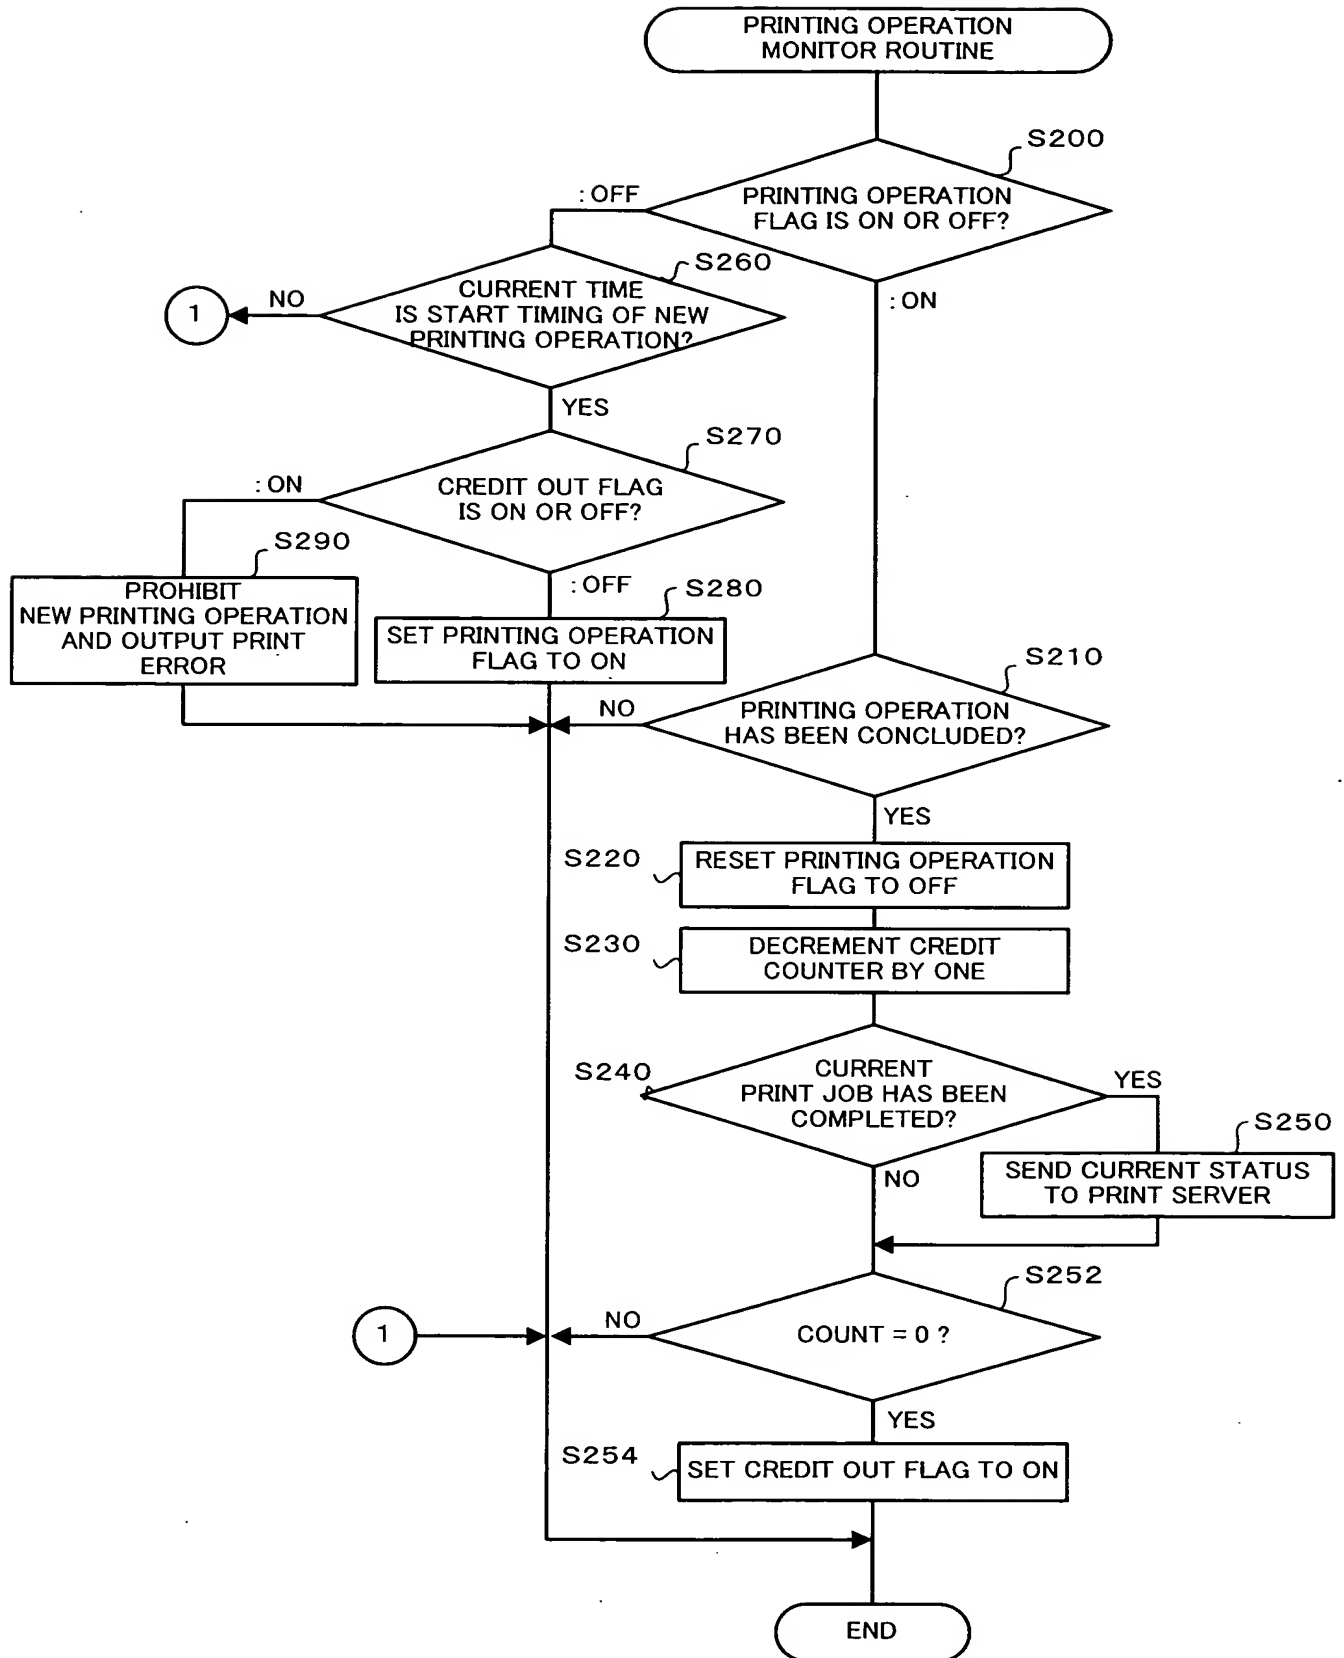 PRINTING OPERATION
MONITOR ROUTINE
S200
PRINTING OPERATION
FLAG IS ON OR OFF?
: OFF
: ON
S260
CURRENT TIME
IS START TIMING OF NEW
PRINTING OPERATION?
NO
1
YES
S270
CREDIT OUT FLAG
IS ON OR OFF?
: ON
: OFF
S290
PROHIBIT
NEW PRINTING OPERATION
AND OUTPUT PRINT
ERROR
S280
SET PRINTING OPERATION
FLAG TO ON
S210
PRINTING OPERATION
HAS BEEN CONCLUDED?
NO
YES
S220
RESET PRINTING OPERATION
FLAG TO OFF
S230
DECREMENT CREDIT
COUNTER BY ONE
S240
CURRENT
PRINT JOB HAS BEEN
COMPLETED?
YES
NO
S250
SEND CURRENT STATUS
TO PRINT SERVER
S252
COUNT = 0 ?
NO
1
YES
S254
SET CREDIT OUT FLAG TO ON
END